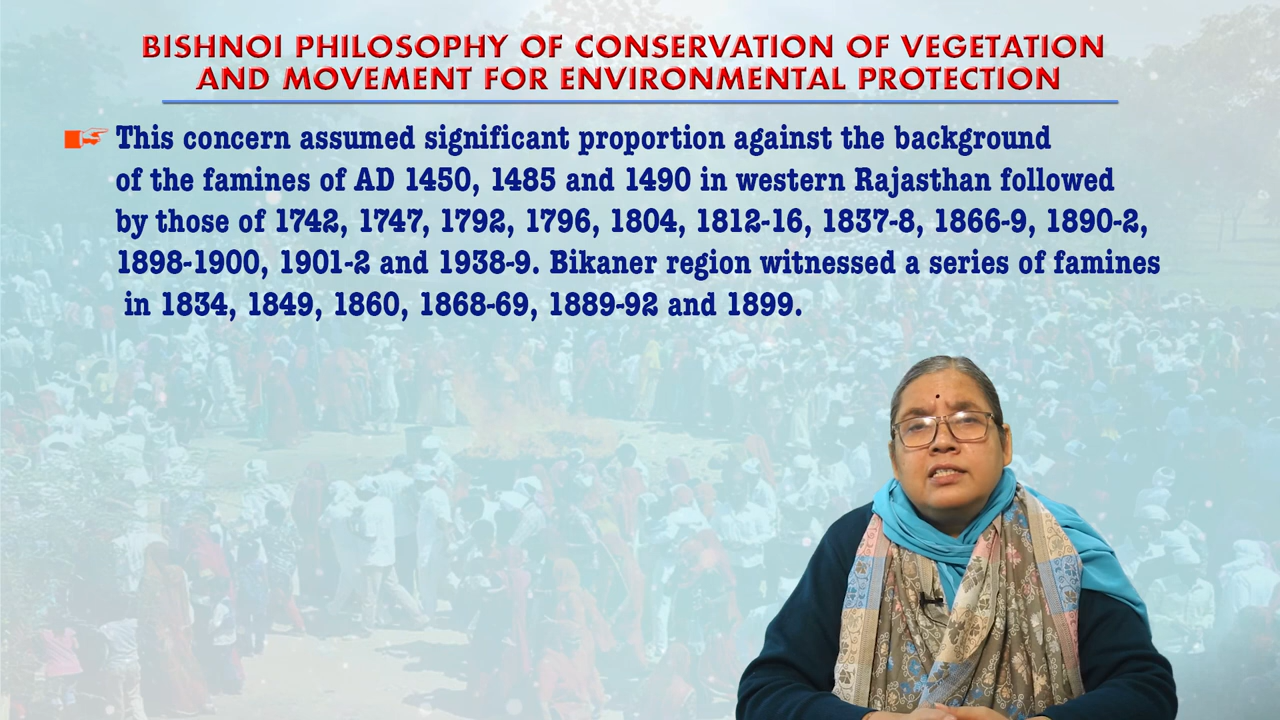 BISHNOI PHILOSOPHY OF CONSERVATION OF VEGETATION
AND MOVEMENT FOR ENVIRONMENTAL PROTECTION
This concern assumed significant proportion against the background
of the famines of AD 1450, 1485 and 1490 in western Rajasthan followed
by those of 1742, 1747, 1792, 1796, 1804, 1812-16, 1837-8, 1866-9, 1890-2,
1898-1900, 1901-2 and 1938-9. Bikaner region witnessed a series of famines
in 1834, 1849, 1860, 1868-69, 1889-92 and 1899.